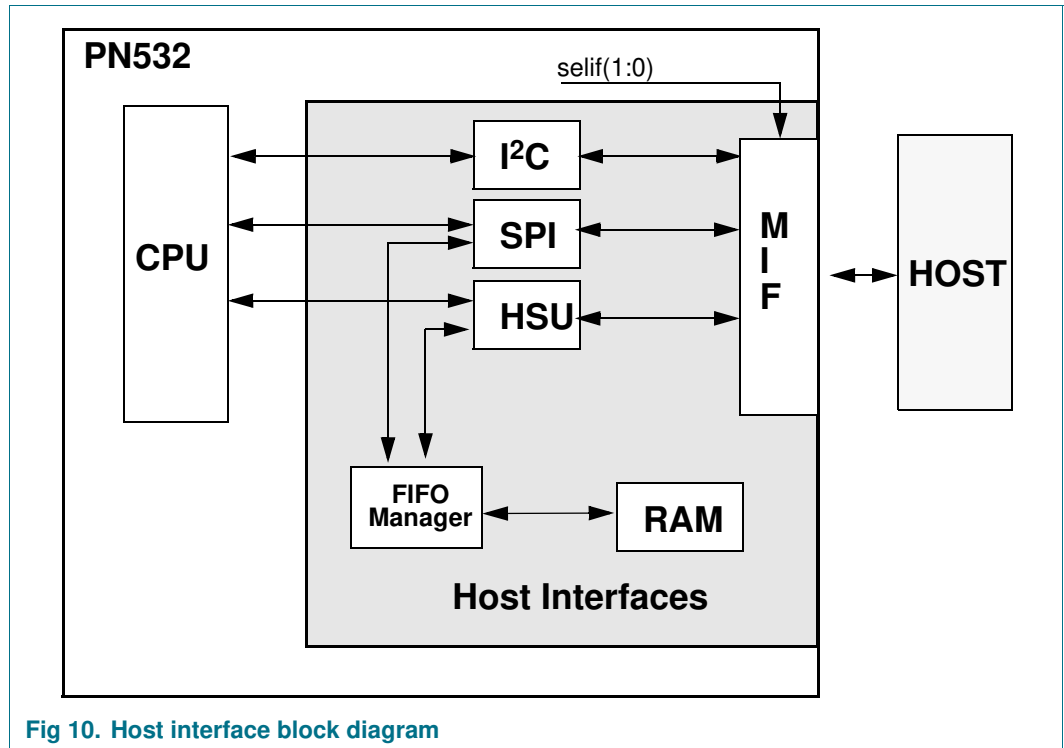 PN532
selif(1:0)
CPU
I²C
SPI
HSU
M
I
F
HOST
FIFO
Manager
RAM
Host Interfaces
Fig 10. Host interface block diagram